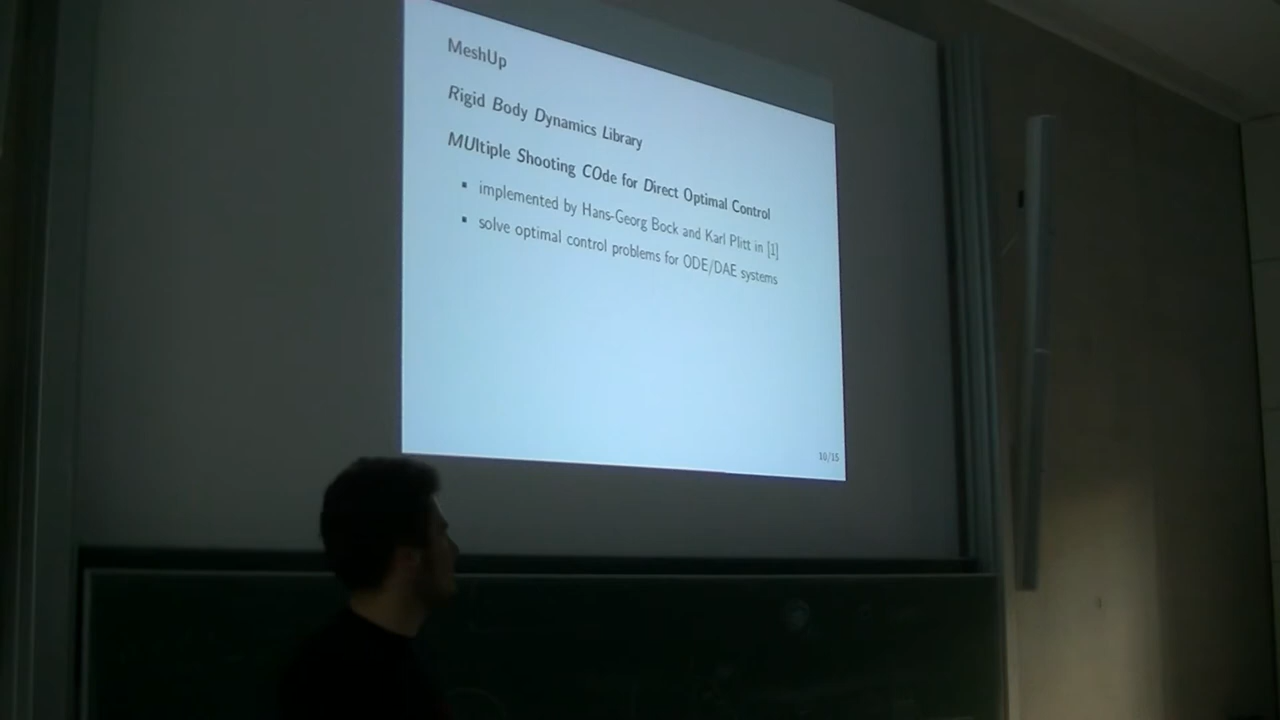 MeshUp
Rigid Body Dynamics Library
MUltiple Shooting COde for Direct Optimal Control
▪ implemented by Hans-Georg Bock and Karl Plitt in [1]
▪ solve optimal control problems for ODE/DAE systems
10/15